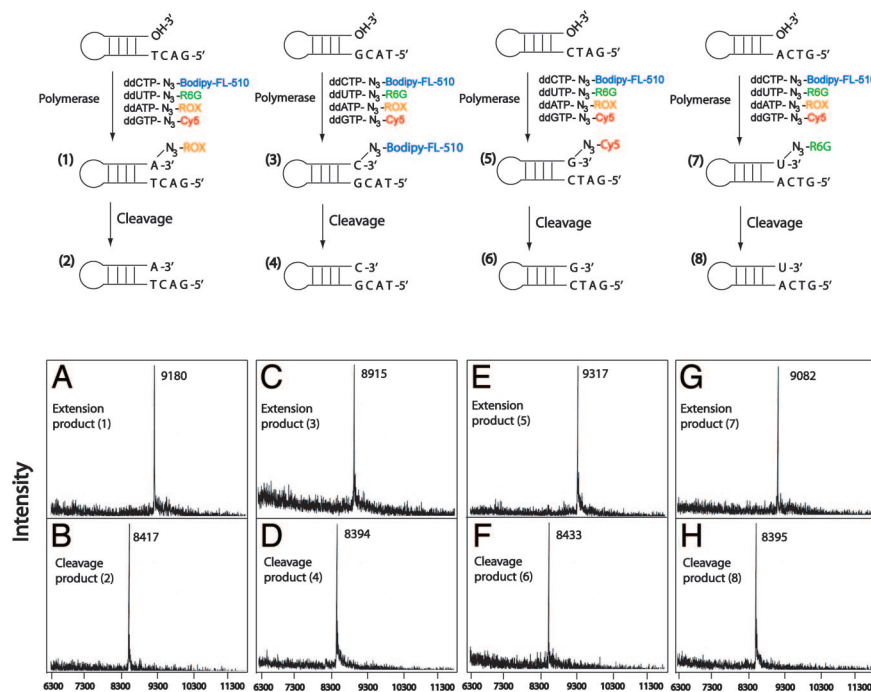 OH-3' OH-3' OH-3' OH-3'
TCAG-5' GCAT-5' CTAG-5' ACTG-5'
Polymerase
ddCTP- N3-Bodipy-FL-510
ddUTP- N3-R6G
ddATP- N3-ROX
ddGTP- N3-Cy5
Polymerase
ddCTP- N3-Bodipy-FL-510
ddUTP- N3-R6G
ddATP- N3-ROX
ddGTP- N3-Cy5
Polymerase
ddCTP- N3-Bodipy-FL-510
ddUTP- N3-R6G
ddATP- N3-ROX
ddGTP- N3-Cy5
Polymerase
ddCTP- N3-Bodipy-FL-510
ddUTP- N3-R6G
ddATP- N3-ROX
ddGTP- N3-Cy5
N3-ROX N3-Bodipy-FL-510 N3-Cy5 N3-R6G
(1) A-3' (3) C-3' (5) G-3' (7) U-3'
TCAG-5' GCAT-5' CTAG-5' ACTG-5'
Cleavage Cleavage Cleavage Cleavage
(2) A-3' (4) C-3' (6) G-3' (8) U-3'
TCAG-5' GCAT-5' CTAG-5' ACTG-5'
Intensity
A 9180
Extension
product (1)
C 8915
Extension
product (3)
E 9317
Extension
product (5)
G 9082
Extension
product (7)
B 8417
Cleavage
product (2)
D 8394
Cleavage
product (4)
F 8433
Cleavage
product (6)
H 8395
Cleavage
product (8)
6300 7300 8300 9300 10300 11300
6300 7300 8300 9300 10300 11300
6300 7300 8300 9300 10300 11300
6300 7300 8300 9300 10300 11300